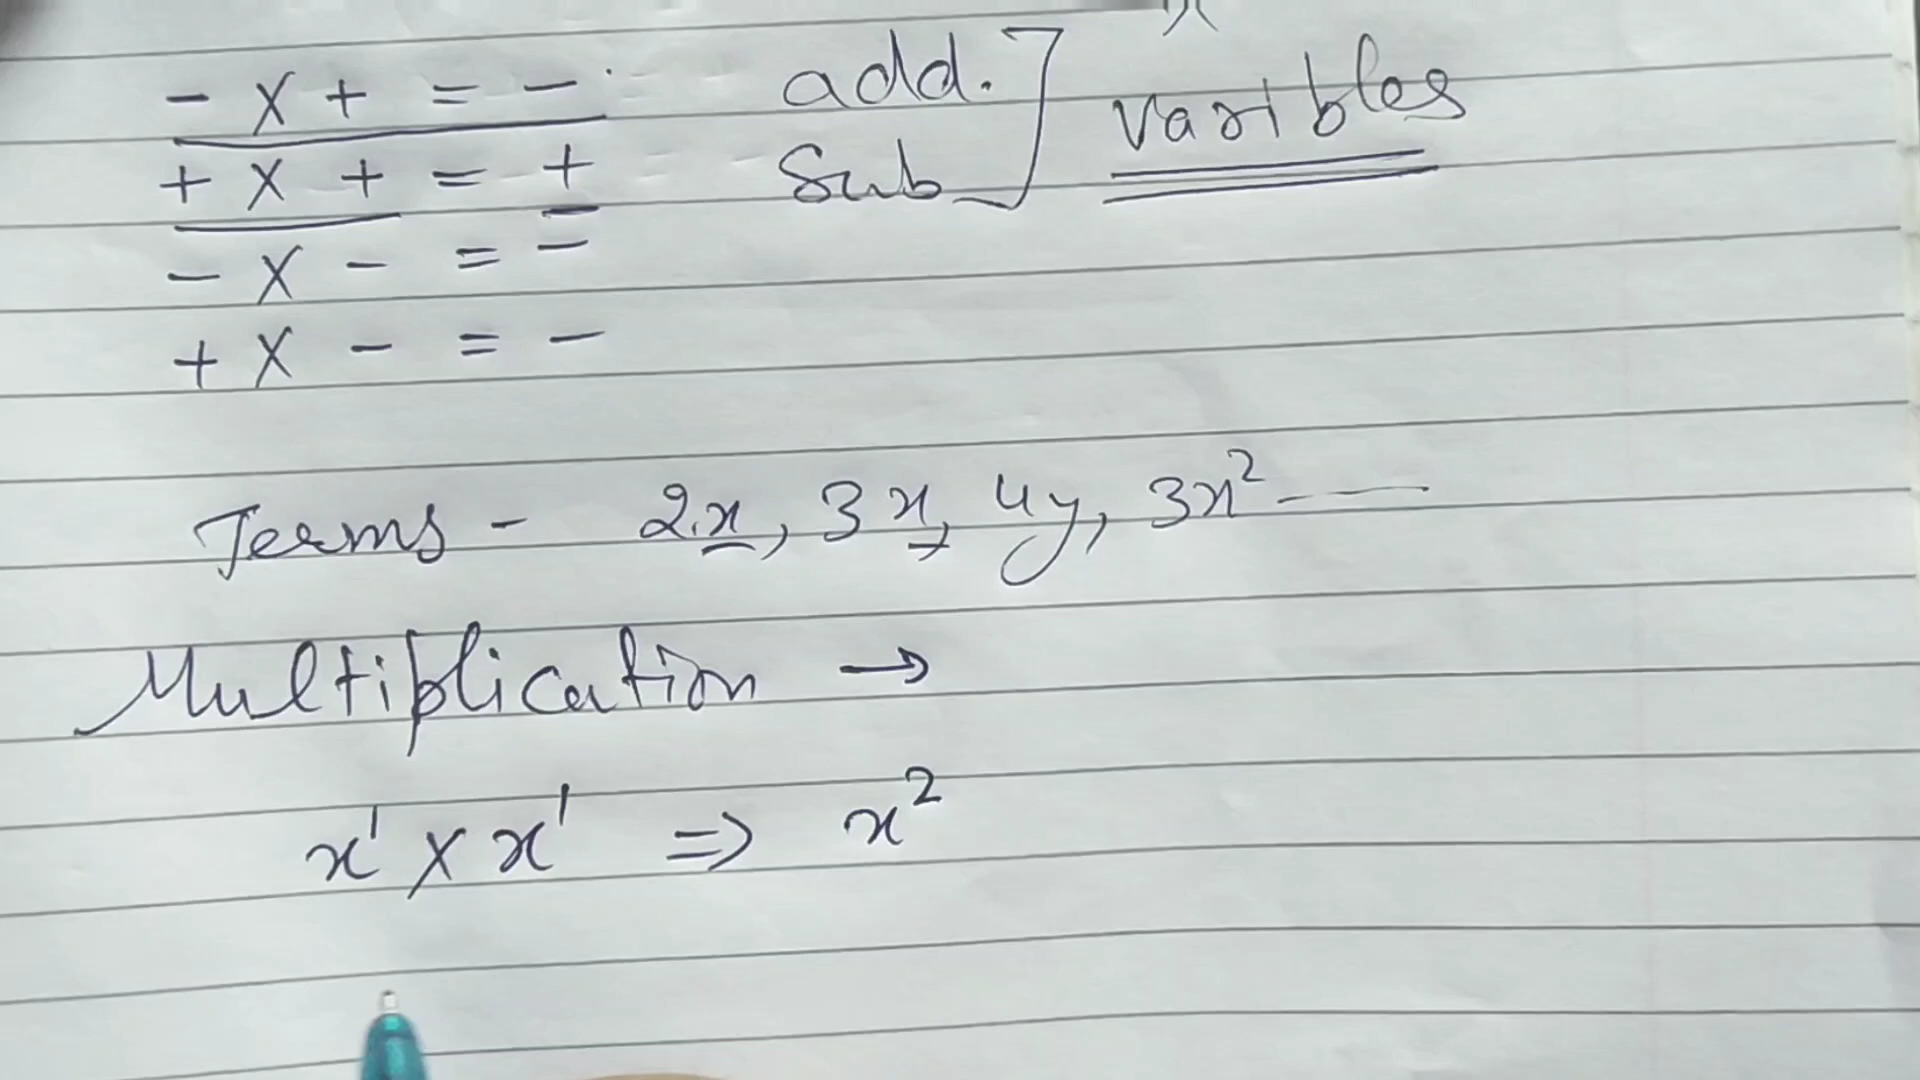 - x + = - add.
+ x + = + Sub varibles
- x - = -
+ x - = -
Terms - 2x, 3x, 4y, 3x² ----
Multiplication →
x¹ x x¹ => x²